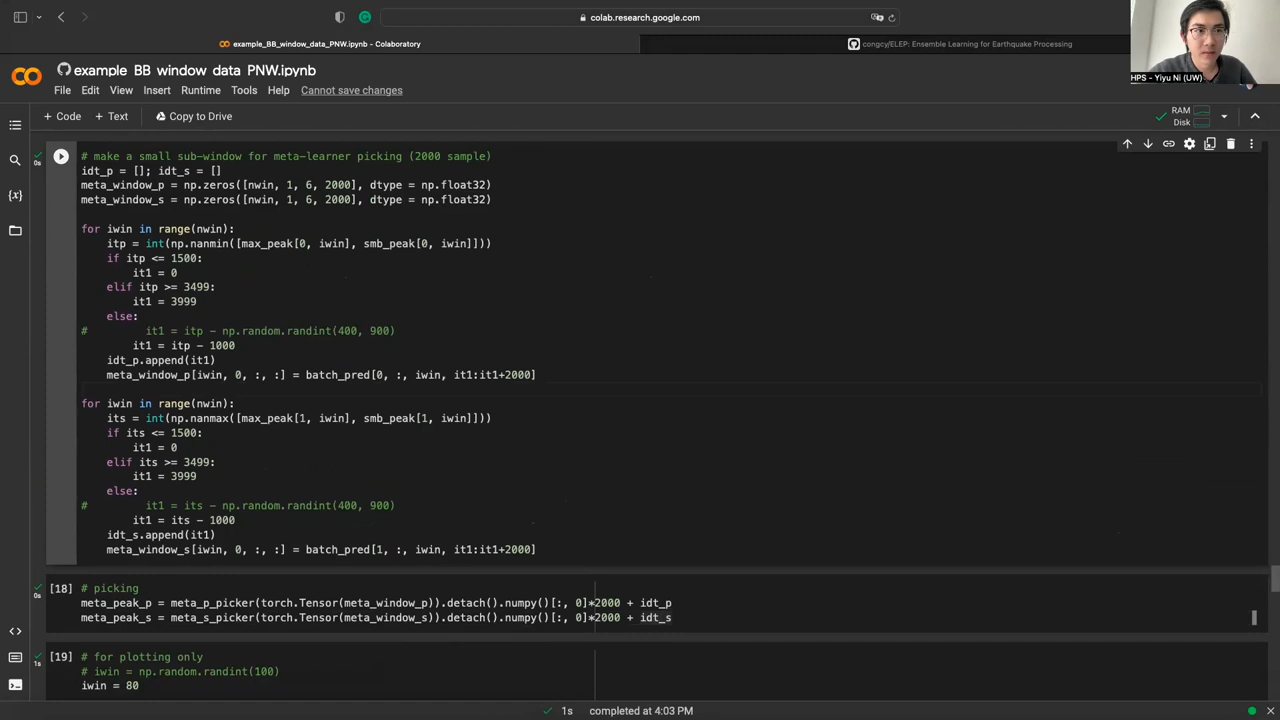 colab.research.google.com
example_BB_window_data_PNW.ipynb - Colaboratory
congcy/ELEP: Ensemble Learning for Earthquake Processing
HPS - Yiyu Ni (UW)
example_BB_window_data_PNW.ipynb
File Edit View Insert Runtime Tools Help Cannot save changes
+ Code + Text Copy to Drive
RAM
Disk
0s
# make a small sub-window for meta-learner picking (2000 sample)
idt_p = []; idt_s = []
meta_window_p = np.zeros([nwin, 1, 6, 2000], dtype = np.float32)
meta_window_s = np.zeros([nwin, 1, 6, 2000], dtype = np.float32)
for iwin in range(nwin):
itp = int(np.nanmin([max_peak[0, iwin], smb_peak[0, iwin]]))
if itp <= 1500:
it1 = 0
elif itp >= 3499:
it1 = 3999
else:
# it1 = itp - np.random.randint(400, 900)
it1 = itp - 1000
idt_p.append(it1)
meta_window_p[iwin, 0, :, :] = batch_pred[0, :, iwin, it1:it1+2000]
for iwin in range(nwin):
its = int(np.nanmax([max_peak[1, iwin], smb_peak[1, iwin]]))
if its <= 1500:
it1 = 0
elif its >= 3499:
it1 = 3999
else:
# it1 = its - np.random.randint(400, 900)
it1 = its - 1000
idt_s.append(it1)
meta_window_s[iwin, 0, :, :] = batch_pred[1, :, iwin, it1:it1+2000]
[18] # picking
0s
meta_peak_p = meta_p_picker(torch.Tensor(meta_window_p)).detach().numpy()[:, 0]*2000 + idt_p
meta_peak_s = meta_s_picker(torch.Tensor(meta_window_s)).detach().numpy()[:, 0]*2000 + idt_s
[19] # for plotting only
1s
# iwin = np.random.randint(100)
iwin = 80
1s completed at 4:03 PM